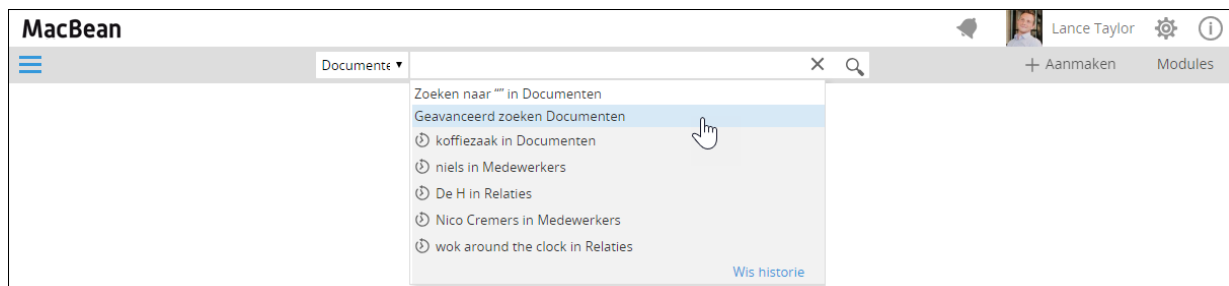 MacBean
Lance Taylor
Documente
Aanmaken
Modules
Zoeken naar “” in Documenten
Geavanceerd zoeken Documenten
koffiezaak in Documenten
niels in Medewerkers
De H in Relaties
Nico Cremers in Medewerkers
wok around the clock in Relaties
Wis historie